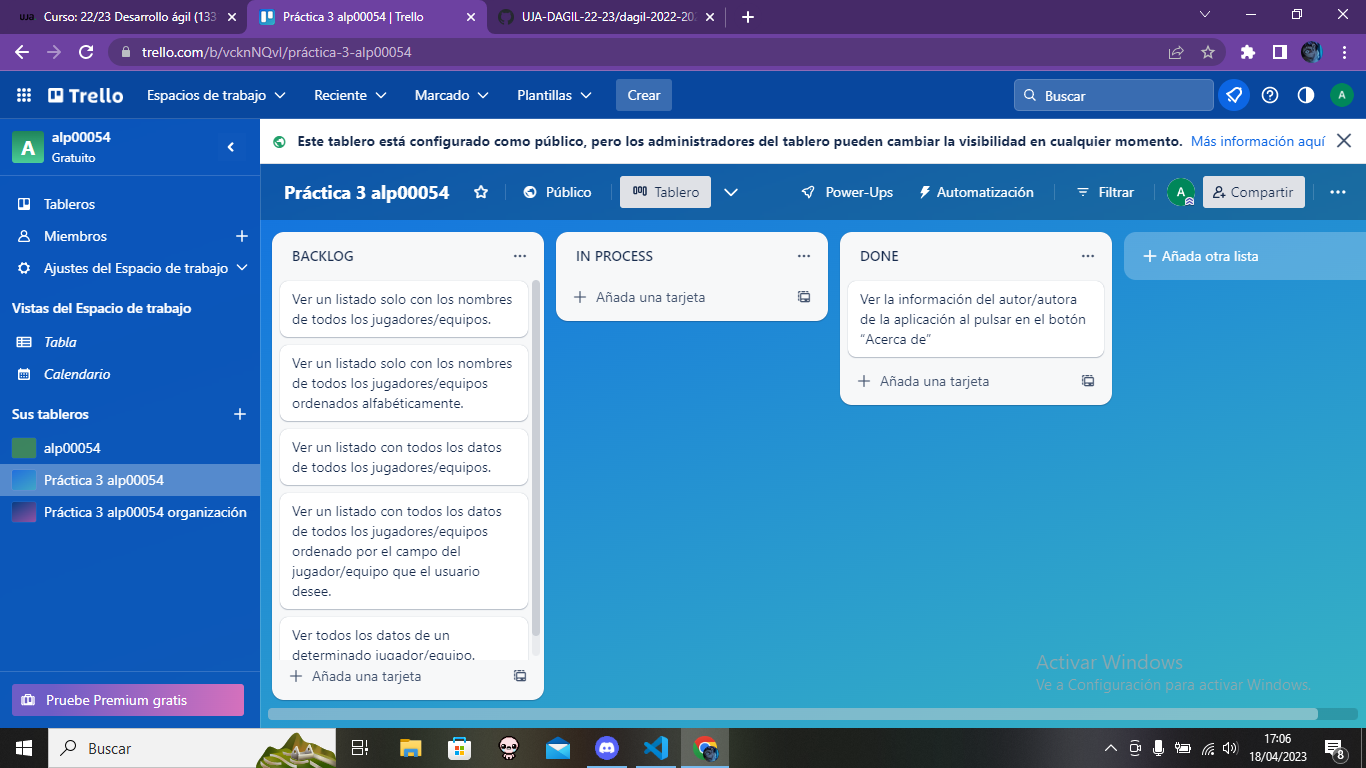 Curso: 22/23 Desarrollo ágil (133
Práctica 3 alp00054 | Trello
UJA-DAGIL-22-23/dagil-2022-202
trello.com/b/vcknNQvI/práctica-3-alp00054
Trello
Espacios de trabajo
Reciente
Marcado
Plantillas
Crear
Buscar
A
A
alp00054
Gratuito
Este tablero está configurado como público, pero los administradores del tablero pueden cambiar la visibilidad en cualquier momento. Más información aquí
Práctica 3 alp00054
Público
Tablero
Power-Ups
Automatización
Filtrar
A
Compartir
Tableros
Miembros
Ajustes del Espacio de trabajo
Vistas del Espacio de trabajo
Tabla
Calendario
Sus tableros
alp00054
Práctica 3 alp00054
Práctica 3 alp00054 organización
Pruebe Premium gratis
BACKLOG
Ver un listado solo con los nombres
de todos los jugadores/equipos.
Ver un listado solo con los nombres
de todos los jugadores/equipos
ordenados alfabéticamente.
Ver un listado con todos los datos
de todos los jugadores/equipos.
Ver un listado con todos los datos
de todos los jugadores/equipos
ordenado por el campo del
jugador/equipo que el usuario
desee.
Ver todos los datos de un
determinado jugador/equipo.
Añada una tarjeta
IN PROCESS
Añada una tarjeta
DONE
Ver la información del autor/autora
de la aplicación al pulsar en el botón
“Acerca de”
Añada una tarjeta
Añada otra lista
Activar Windows
Ve a Configuración para activar Windows.
Buscar
17:06
18/04/2023
8